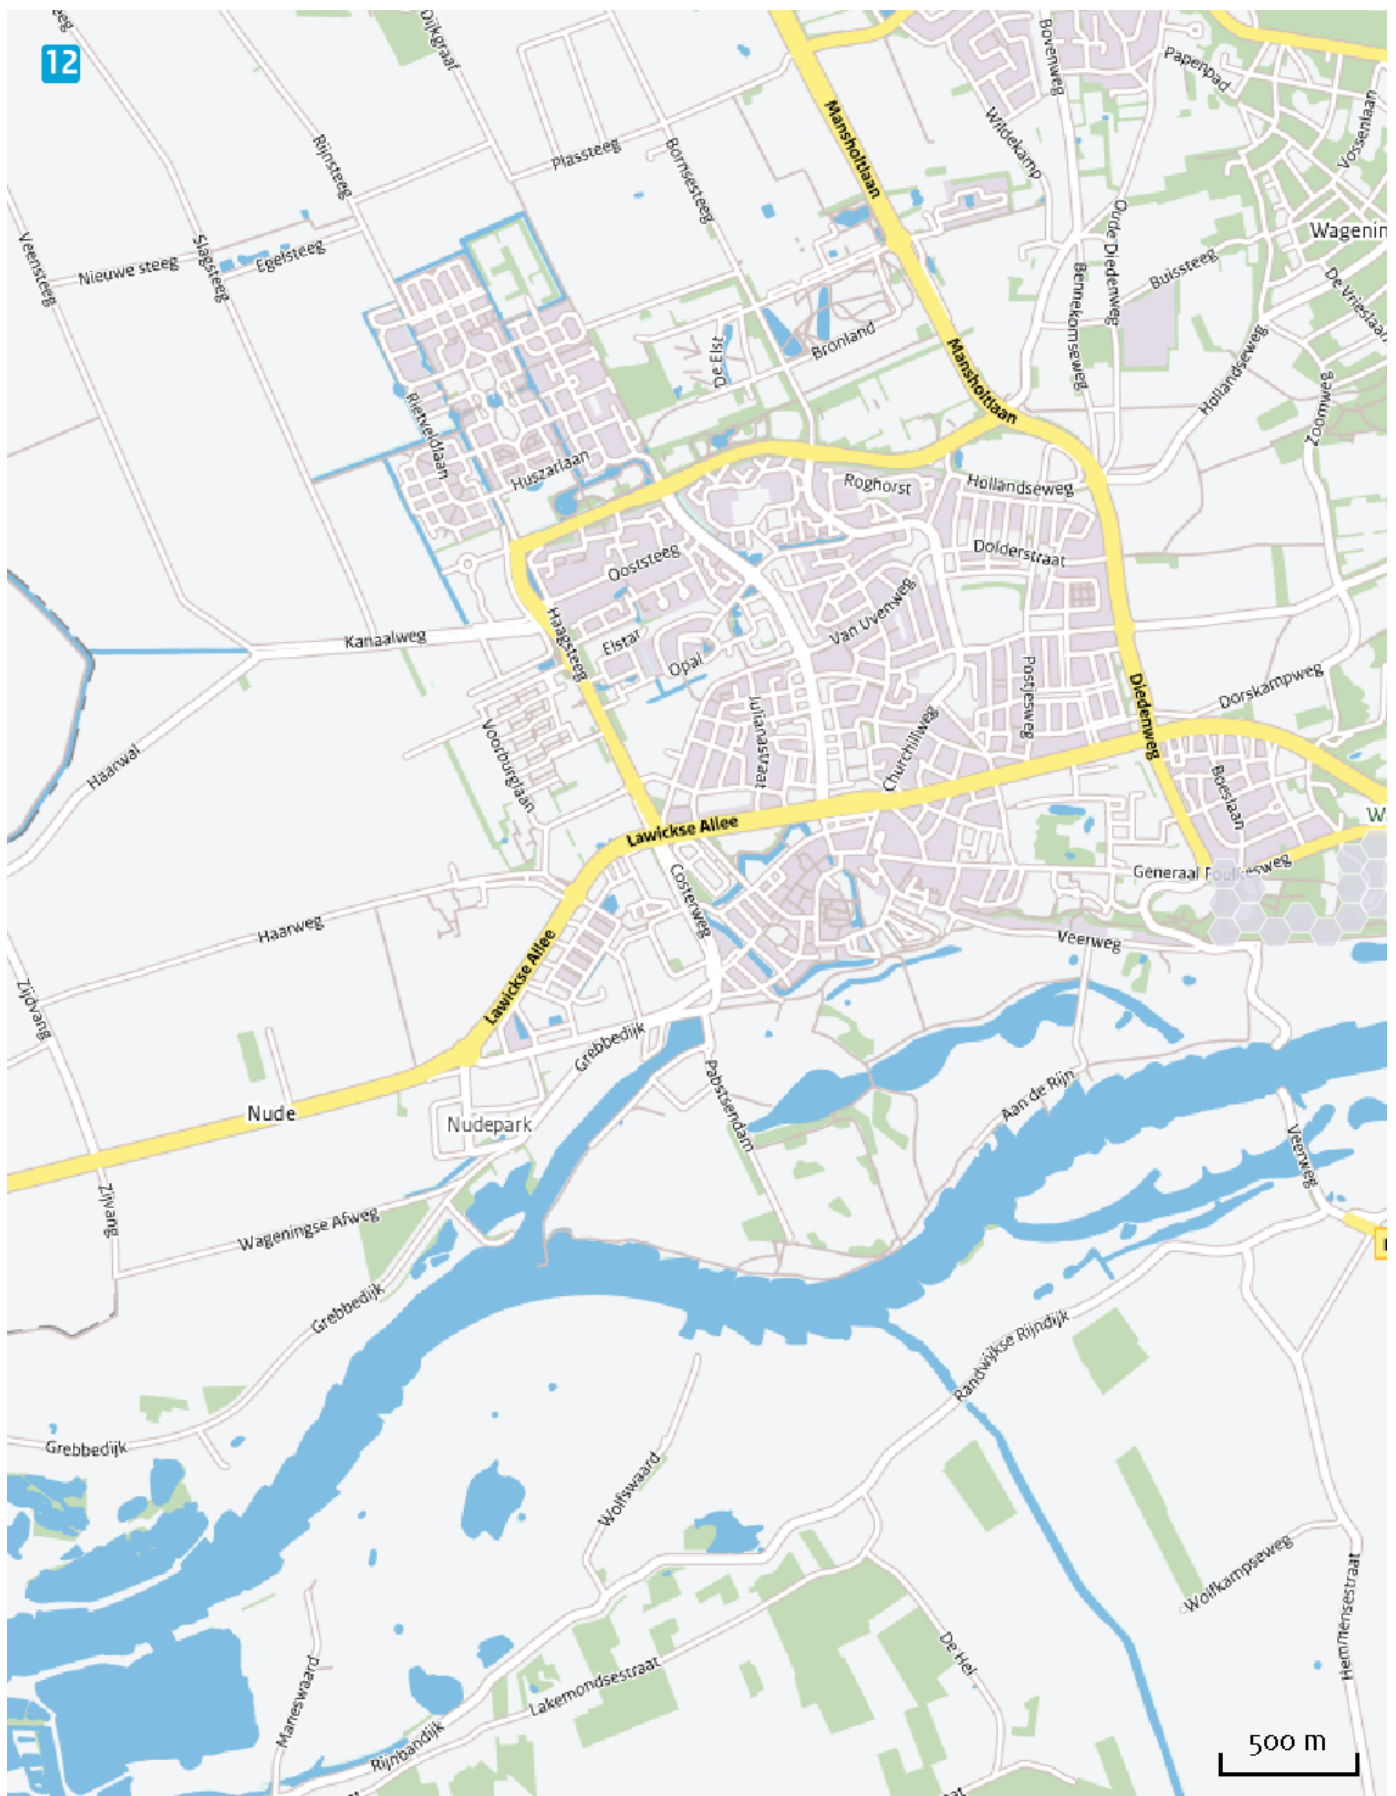 12
Dijkgraaf
Bovenweg
Papenpad
Mansholtlaan
Wildekamp
Vossenlaan
Rijnsteeg
Plassteeg
Bornsesteeg
Oude Diedenweg
Wagenin
Veensteeg
Slagsteeg
Nieuwe steeg
Egelsteeg
Bennekomseweg
Buissteeg
De Vrieslaan
De Elst
Bronland
Mansholtlaan
Hollandseweg
Zoomweg
Rietveldlaan
Huszarlaan
Roghorst
Hollandseweg
Ooststeeg
Dolderstraat
Van Uvenweg
Kanaalweg
Haagsteeg
Elstar
Opal
Postjesweg
Dorskampweg
Diedenweg
Julianastraat
Churchillweg
Haarwal
Voorburglaan
Boeslaan
Lawickse Allee
Costerweg
Generaal Foulkesweg
Haarweg
Veerweg
Lawickse Allee
Zijdvang
Grebbedijk
Pabstsendam
Aan de Rijn
Nude
Nudepark
Veerweg
Zijvang
Wageningse Afweg
Grebbedijk
Randwijkse Rijndijk
Grebbedijk
Wolfswaard
Wolfkampseweg
Hemmensestraat
De Hel
Lakemondsestraat
Maneswaard
Rijnbandijk
500 m